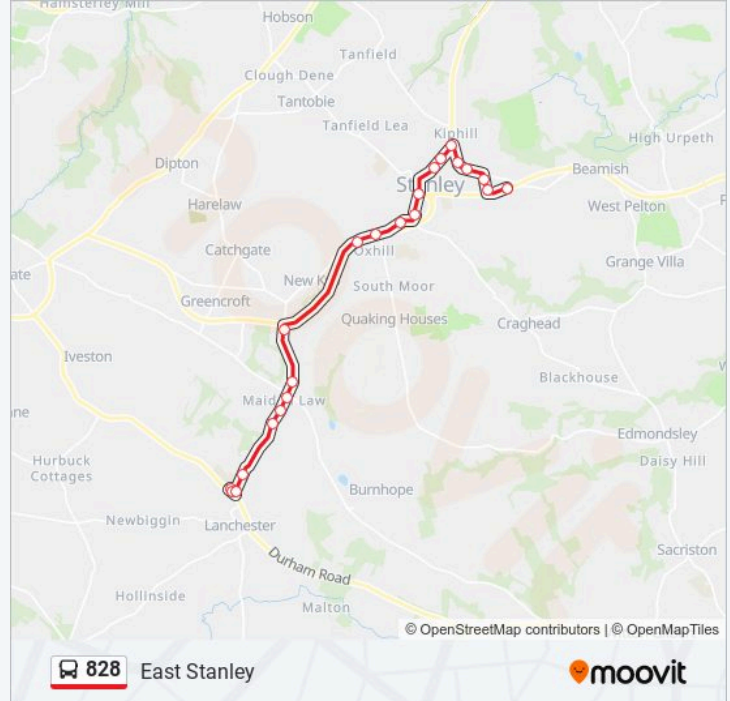 Hamsterley Mill
Hobson
Tanfield
Clough Dene
Tantobie
Tanfield Lea
Kiphill
High Urpeth
Dipton
Stanley
Beamish
Harelaw
West Pelton
Catchgate
Oxhill
Grange Villa
New K
South Moor
Greencroft
Quaking Houses
Craghead
Iveston
Blackhouse
Maiden Law
Edmondsley
Hurbuck
Cottages
Daisy Hill
Burnhope
Newbiggin
Lanchester
Sacriston
Durham Road
Hollinside
Malton
© OpenStreetMap contributors | © OpenMapTiles
828 East Stanley
moovit